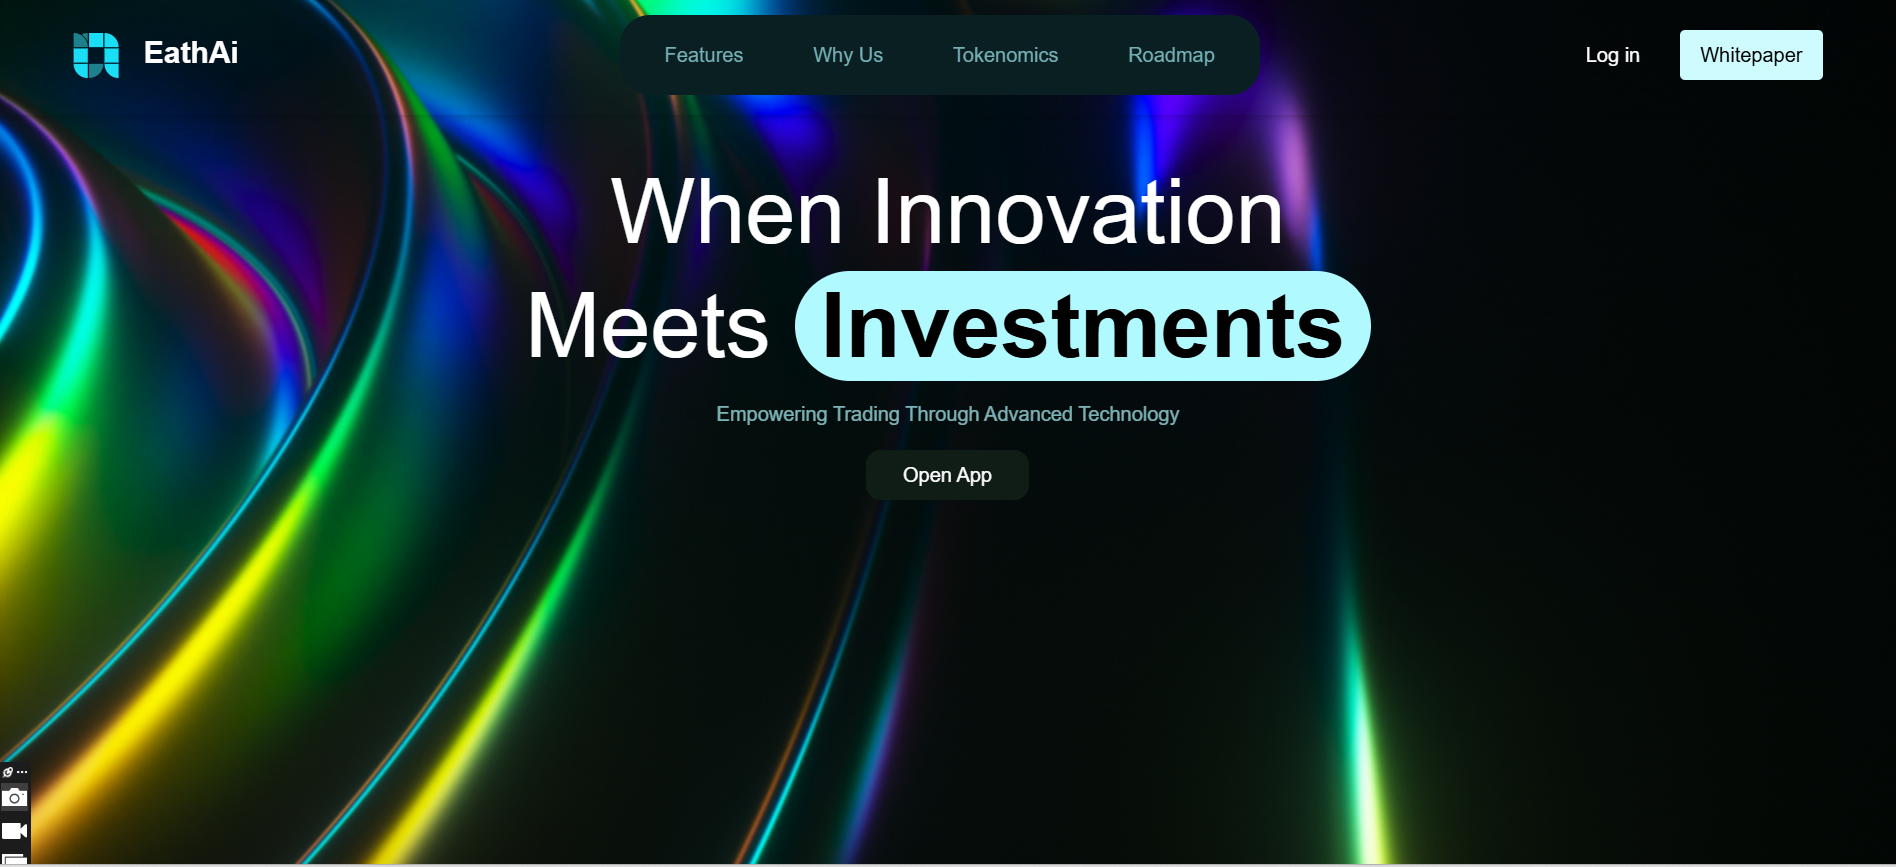 EathAi
Features
Why Us
Tokenomics
Roadmap
Log in
Whitepaper
When Innovation
Meets Investments
Empowering Trading Through Advanced Technology
Open App